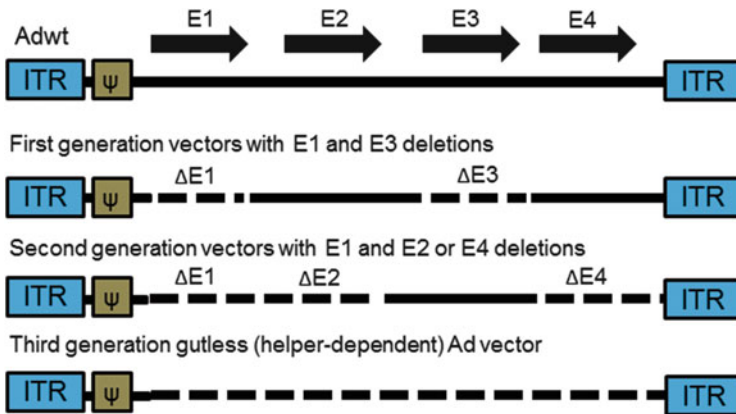 E1 E2 E3 E4
Adwt
ITR ψ ITR
First generation vectors with E1 and E3 deletions
ΔE1 ΔE3
ITR ψ ITR
Second generation vectors with E1 and E2 or E4 deletions
ΔE1 ΔE2 ΔE4
ITR ψ ITR
Third generation gutless (helper-dependent) Ad vector
ITR ψ ITR